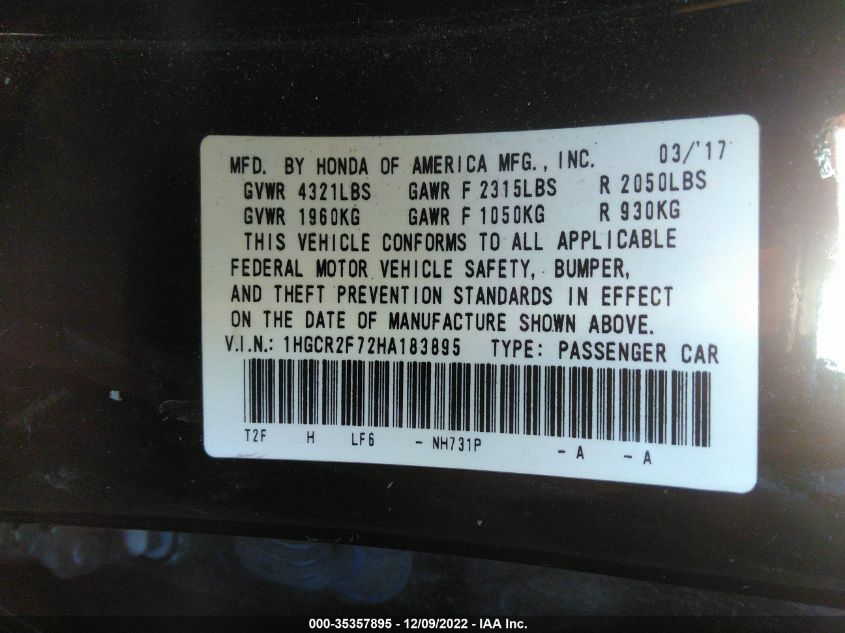 MFD. BY HONDA OF AMERICA MFG., INC. 03/'17
GVWR 4321LBS GAWR F 2315LBS R 2050LBS
GVWR 1960KG GAWR F 1050KG R 930KG
THIS VEHICLE CONFORMS TO ALL APPLICABLE
FEDERAL MOTOR VEHICLE SAFETY, BUMPER,
AND THEFT PREVENTION STANDARDS IN EFFECT
ON THE DATE OF MANUFACTURE SHOWN ABOVE.
V.I.N.: 1HGCR2F72HA183895 TYPE: PASSENGER CAR
T2F H LF6 - NH731P - A - A
000-35357895 - 12/09/2022 - IAA Inc.